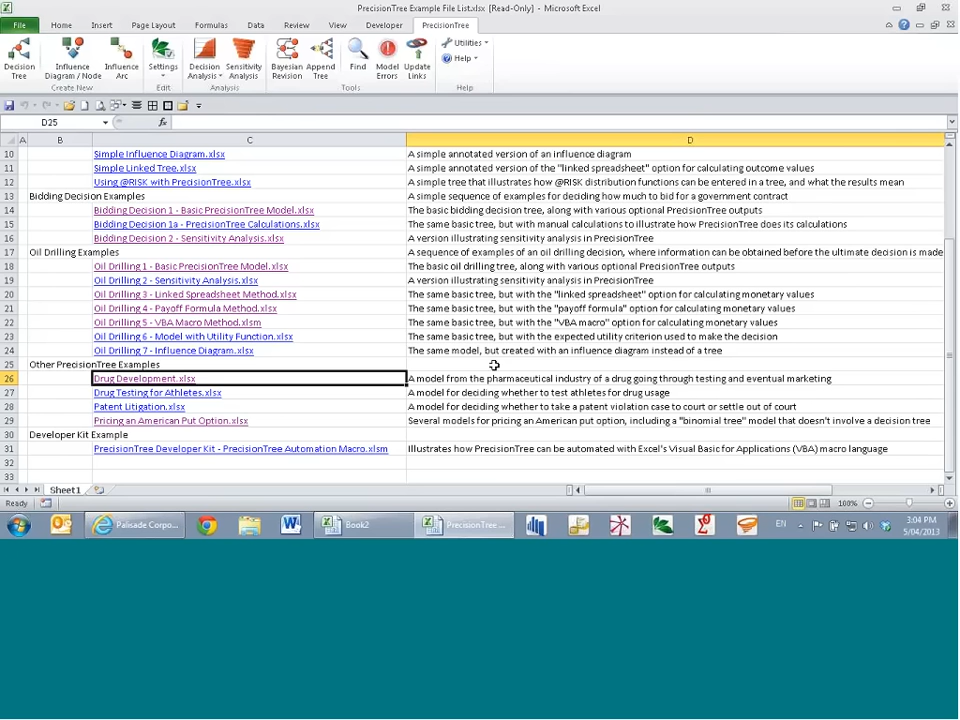 PrecisionTree Example File List.xlsx [Read-Only] - Microsoft Excel
File Home Insert Page Layout Formulas Data Review View Developer PrecisionTree
Decision Tree
Influence Diagram / Node
Influence Arc
Settings
Decision Analysis
Sensitivity Analysis
Bayesian Revision
Append Tree
Find
Model Errors
Update Links
Utilities
Help
Create New Edit Analysis Tools Help
D25 fx
A B C D
10 Simple Influence Diagram.xlsx A simple annotated version of an influence diagram
11 Simple Linked Tree.xlsx A simple annotated version of the "linked spreadsheet" option for calculating outcome values
12 Using @RISK with PrecisionTree.xlsx A simple tree that illustrates how @RISK distribution functions can be entered in a tree, and what the results mean
13 Bidding Decision Examples A simple sequence of examples for deciding how much to bid for a government contract
14 Bidding Decision 1 - Basic PrecisionTree Model.xlsx The basic bidding decision tree, along with various optional PrecisionTree outputs
15 Bidding Decision 1a - PrecisionTree Calculations.xlsx The same basic tree, but with manual calculations to illustrate how PrecisionTree does its calculations
16 Bidding Decision 2 - Sensitivity Analysis.xlsx A version illustrating sensitivity analysis in PrecisionTree
17 Oil Drilling Examples A sequence of examples of an oil drilling decision, where information can be obtained before the ultimate decision is made
18 Oil Drilling 1 - Basic PrecisionTree Model.xlsx The basic oil drilling tree, along with various optional PrecisionTree outputs
19 Oil Drilling 2 - Sensitivity Analysis.xlsx A version illustrating sensitivity analysis in PrecisionTree
20 Oil Drilling 3 - Linked Spreadsheet Method.xlsx The same basic tree, but with the "linked spreadsheet" option for calculating monetary values
21 Oil Drilling 4 - Payoff Formula Method.xlsx The same basic tree, but with the "payoff formula" option for calculating monetary values
22 Oil Drilling 5 - VBA Macro Method.xlsm The same basic tree, but with the "VBA macro" option for calculating monetary values
23 Oil Drilling 6 - Model with Utility Function.xlsx The same basic tree, but with the expected utility criterion used to make the decision
24 Oil Drilling 7 - Influence Diagram.xlsx The same model, but created with an influence diagram instead of a tree
25 Other PrecisionTree Examples
26 Drug Development.xlsx A model from the pharmaceutical industry of a drug going through testing and eventual marketing
27 Drug Testing for Athletes.xlsx A model for deciding whether to test athletes for drug usage
28 Patent Litigation.xlsx A model for deciding whether to take a patent violation case to court or settle out of court
29 Pricing an American Put Option.xlsx Several models for pricing an American put option, including a "binomial tree" model that doesn't involve a decision tree
30 Developer Kit Example
31 PrecisionTree Developer Kit - PrecisionTree Automation Macro.xlsm Illustrates how PrecisionTree can be automated with Excel's Visual Basic for Applications (VBA) macro language
32
33
Sheet1
Ready 100%
Palisade Corpo... Book2 PrecisionTree ... EN 3:04 PM
5/04/2013